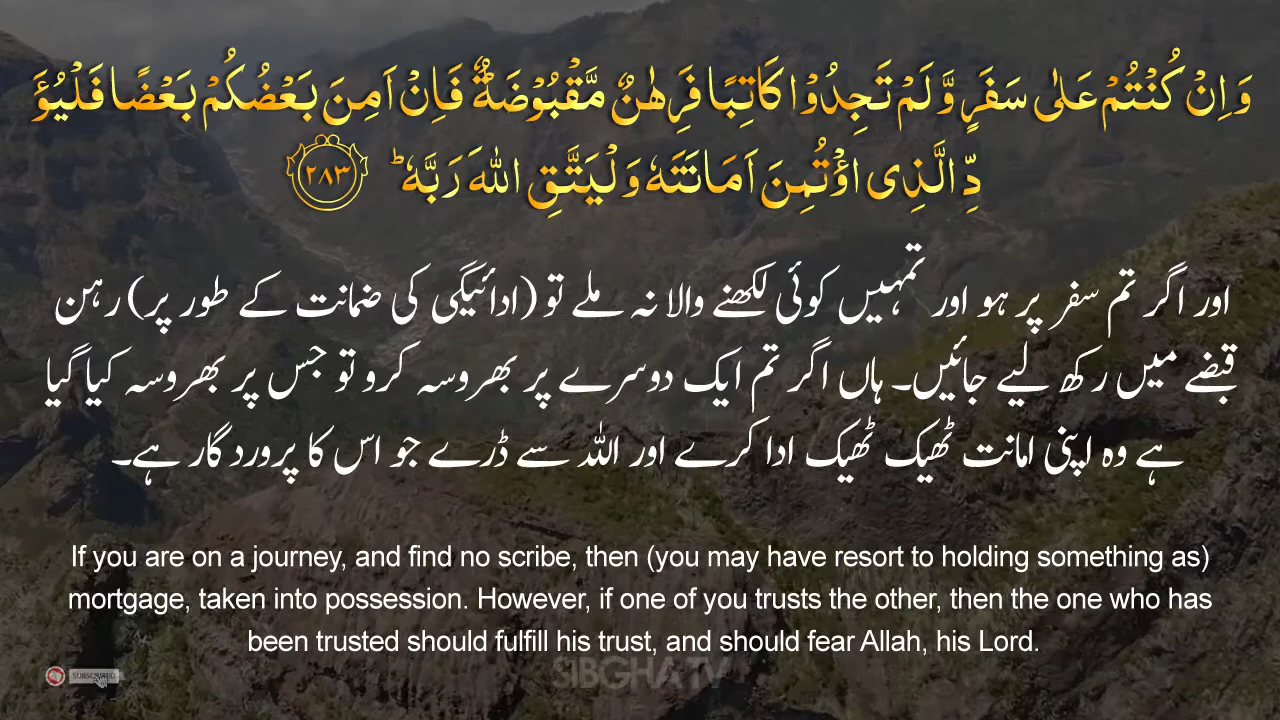 وَاِنْ كُنْتُمْ عَلٰى سَفَرٍ وَّلَمْ تَجِدُوْا كَاتِبًا فَرِهٰنٌ مَّقْبُوْضَةٌ ؕ فَاِنْ اَمِنَ بَعْضُكُمْ بَعْضًا فَلْيُؤَ
دِّ الَّذِى اؤْتُمِنَ اَمَانَتَهٗ وَلْيَتَّقِ اللّٰهَ رَبَّهٗ ؕ ﴿۲۸۳﴾
اور اگر تم سفر پر ہو اور تمہیں کوئی لکھنے والا نہ ملے تو (ادائیگی کی ضمانت کے طور پر) رہن
قبضے میں رکھ لیے جائیں۔ ہاں اگر تم ایک دوسرے پر بھروسہ کرو تو جس پر بھروسہ کیا گیا
ہے وہ اپنی امانت ٹھیک ٹھیک ادا کرے اور اللہ سے ڈرے جو اس کا پروردگار ہے۔
If you are on a journey, and find no scribe, then (you may have resort to holding something as)
mortgage, taken into possession. However, if one of you trusts the other, then the one who has
been trusted should fulfill his trust, and should fear Allah, his Lord.
SUBSCRIBED
SIBGHA TV